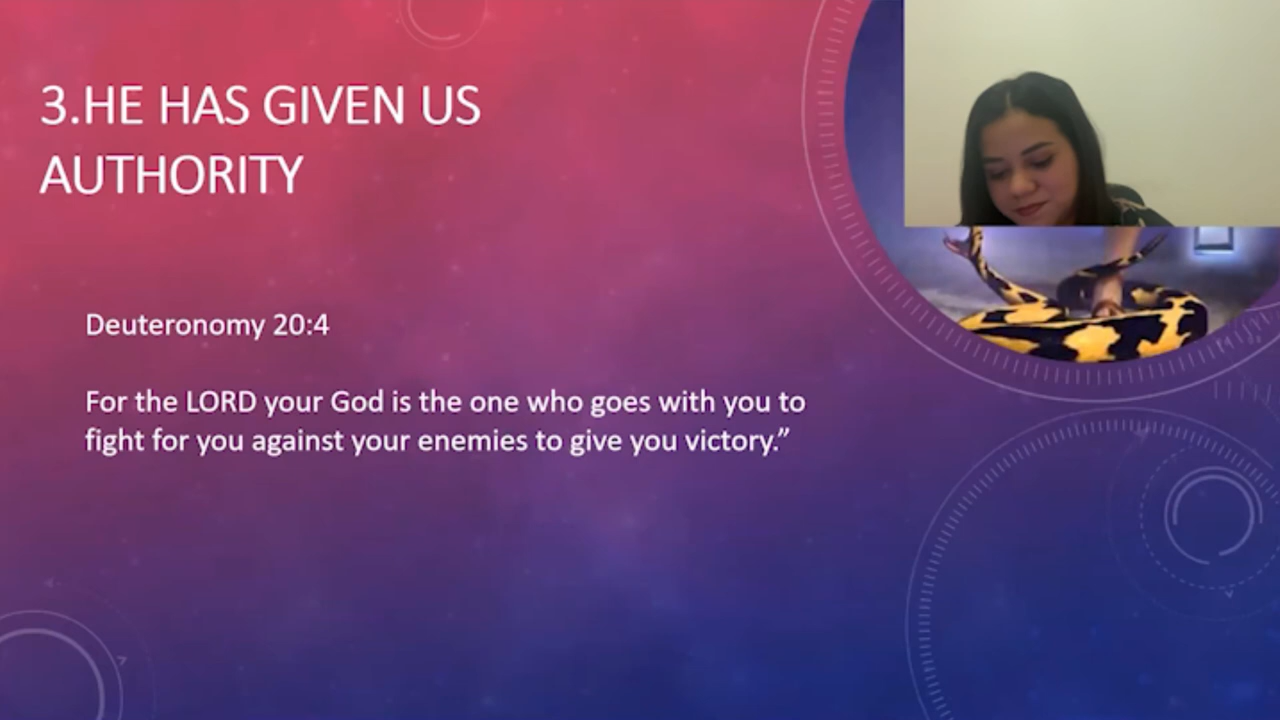 3.HE HAS GIVEN US
AUTHORITY
Deuteronomy 20:4
For the LORD your God is the one who goes with you to
fight for you against your enemies to give you victory.”